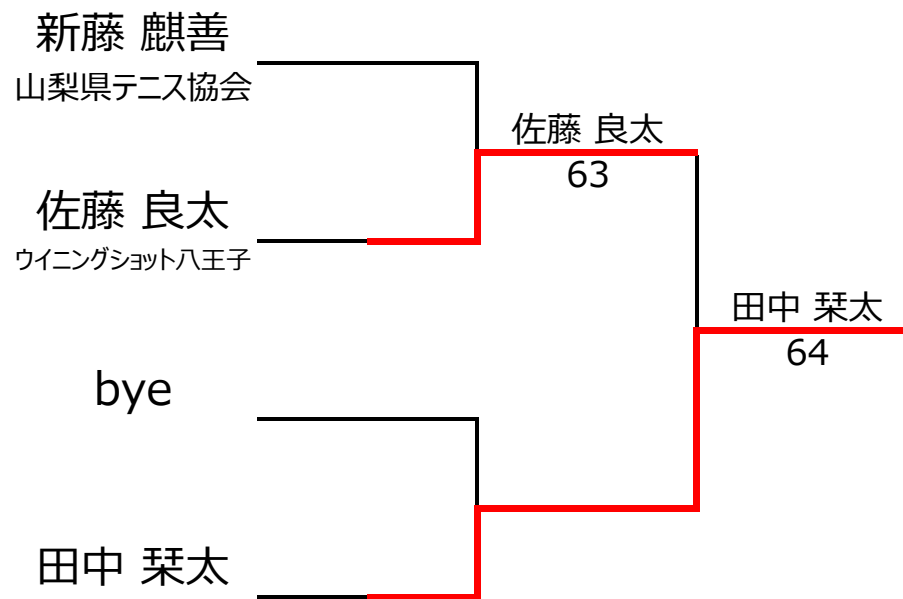 新藤 麒善
山梨県テニス協会
佐藤 良太
63
佐藤 良太
ウイニングショット八王子
田中 琹太
64
bye
田中 琹太